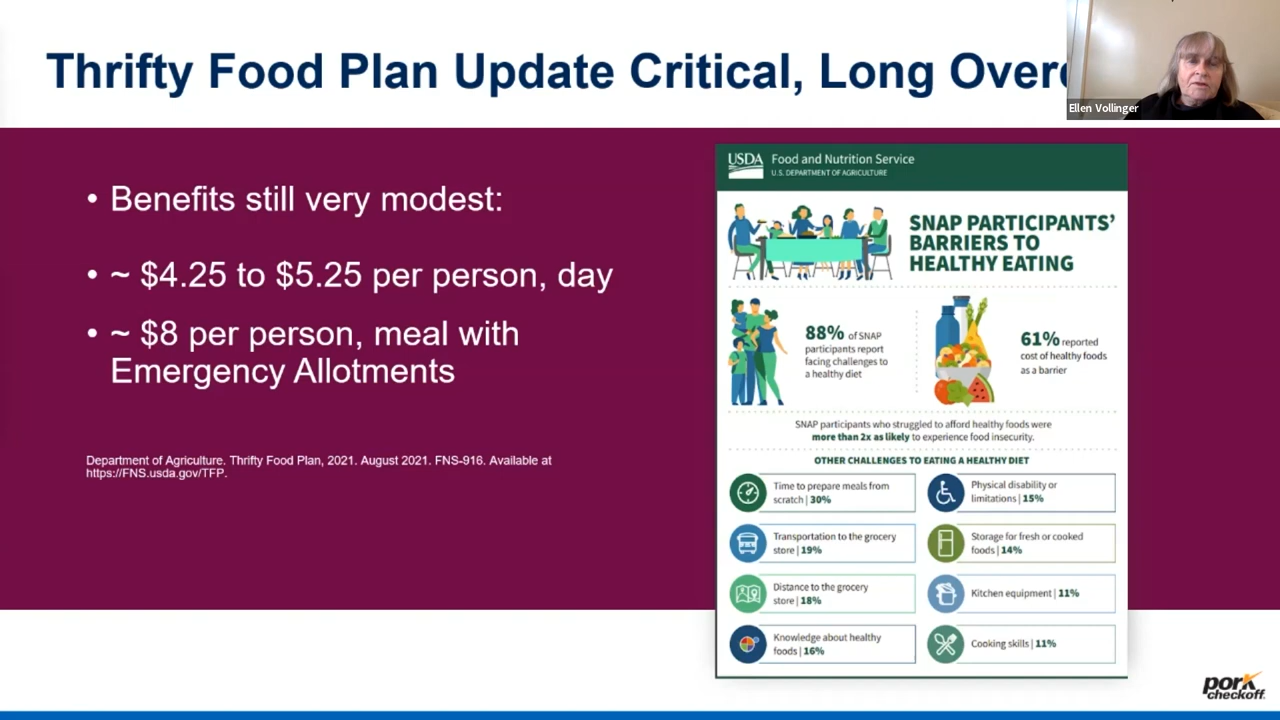 Thrifty Food Plan Update Critical, Long Over
Ellen Vollinger
• Benefits still very modest:
• ~ $4.25 to $5.25 per person, day
• ~ $8 per person, meal with
Emergency Allotments
Department of Agriculture. Thrifty Food Plan, 2021. August 2021. FNS-916. Available at
https://FNS.usda.gov/TFP.
USDA
Food and Nutrition Service
U.S. DEPARTMENT OF AGRICULTURE
SNAP PARTICIPANTS'
BARRIERS TO
HEALTHY EATING
88% of SNAP
participants report
facing challenges to
a healthy diet
61% reported
cost of healthy foods
as a barrier
SNAP participants who struggled to afford healthy foods were
more than 2x as likely to experience food insecurity.
OTHER CHALLENGES TO EATING A HEALTHY DIET
Time to prepare meals from
scratch | 30%
Physical disability or
limitations | 15%
Transportation to the grocery
store | 19%
Storage for fresh or cooked
foods | 14%
Distance to the grocery
store | 18%
Kitchen equipment | 11%
Knowledge about healthy
foods | 16%
Cooking skills | 11%
pork
checkoff